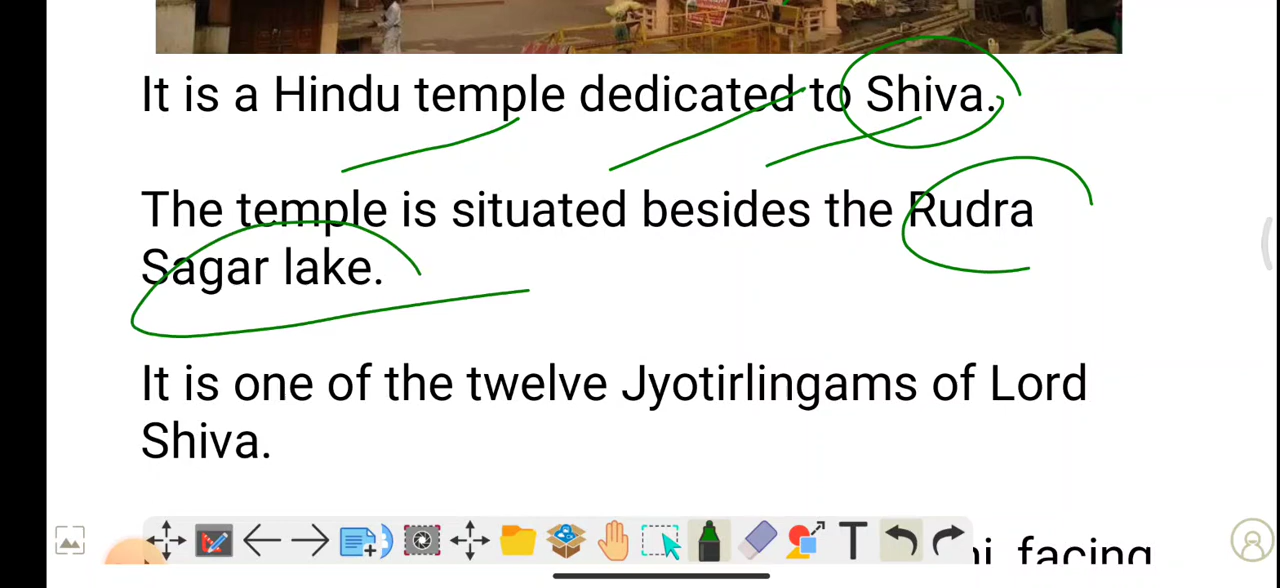 It is a Hindu temple dedicated to Shiva.
The temple is situated besides the Rudra
Sagar lake.
It is one of the twelve Jyotirlingams of Lord
Shiva.
facing